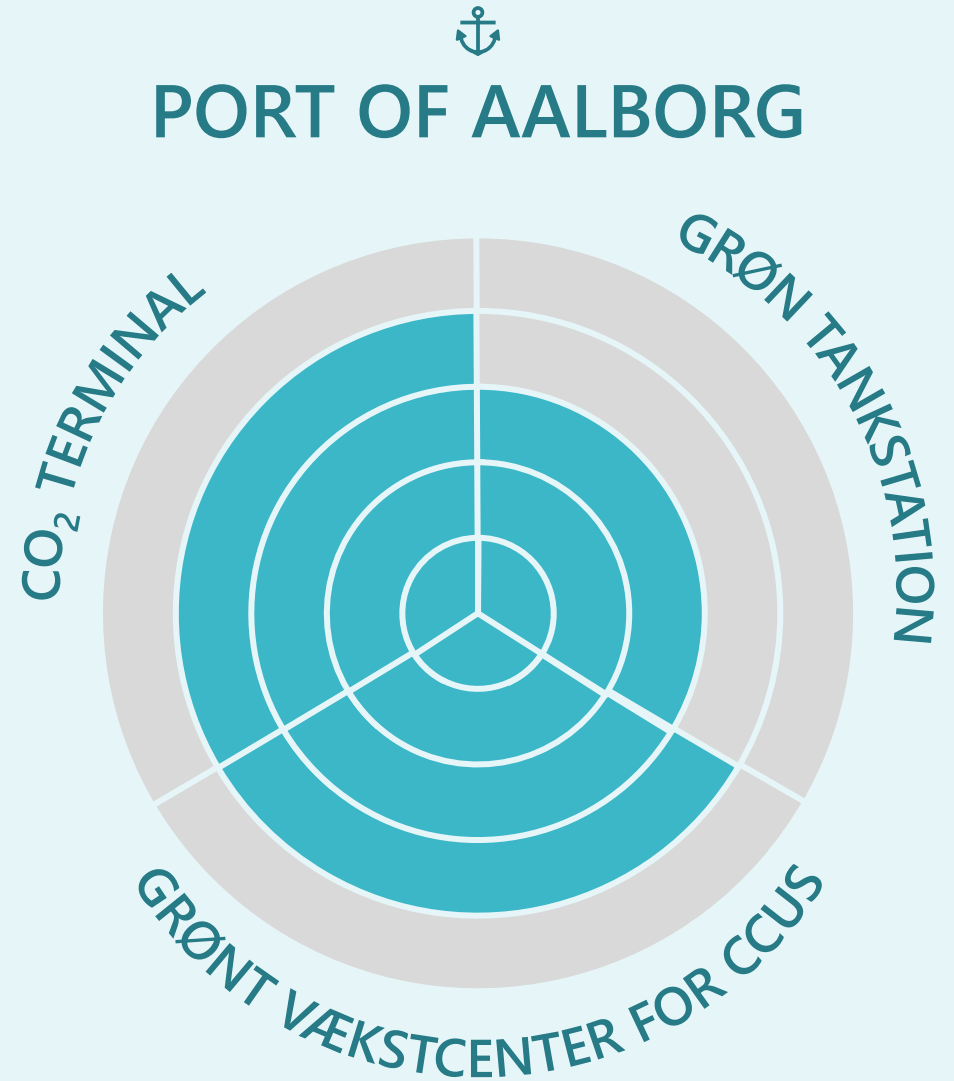 PORT OF AALBORG
CO₂ TERMINAL
GRØN TANKSTATION
GRØNT VÆKSTCENTER FOR CCUS